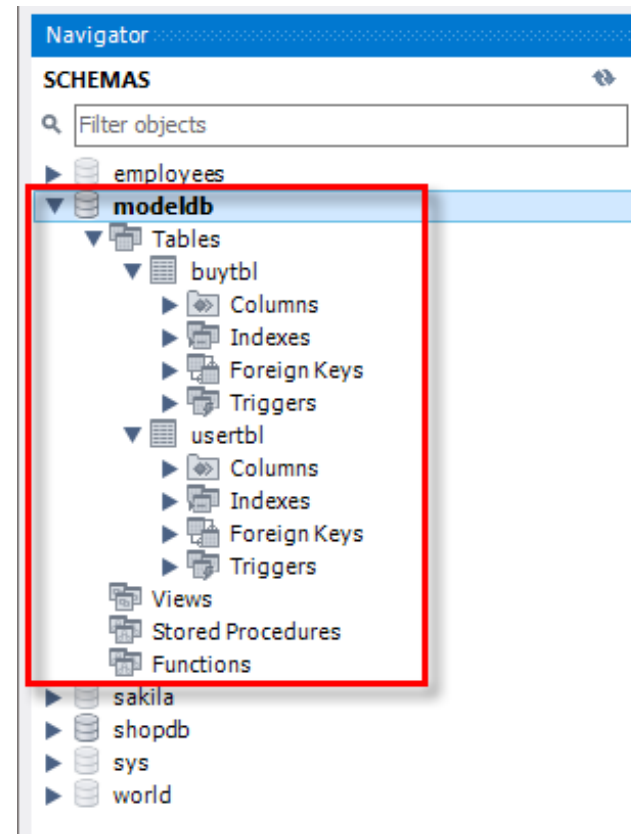 Navigator
SCHEMAS
Filter objects
employees
modeldb
Tables
buytbl
Columns
Indexes
Foreign Keys
Triggers
usertbl
Columns
Indexes
Foreign Keys
Triggers
Views
Stored Procedures
Functions
sakila
shopdb
sys
world